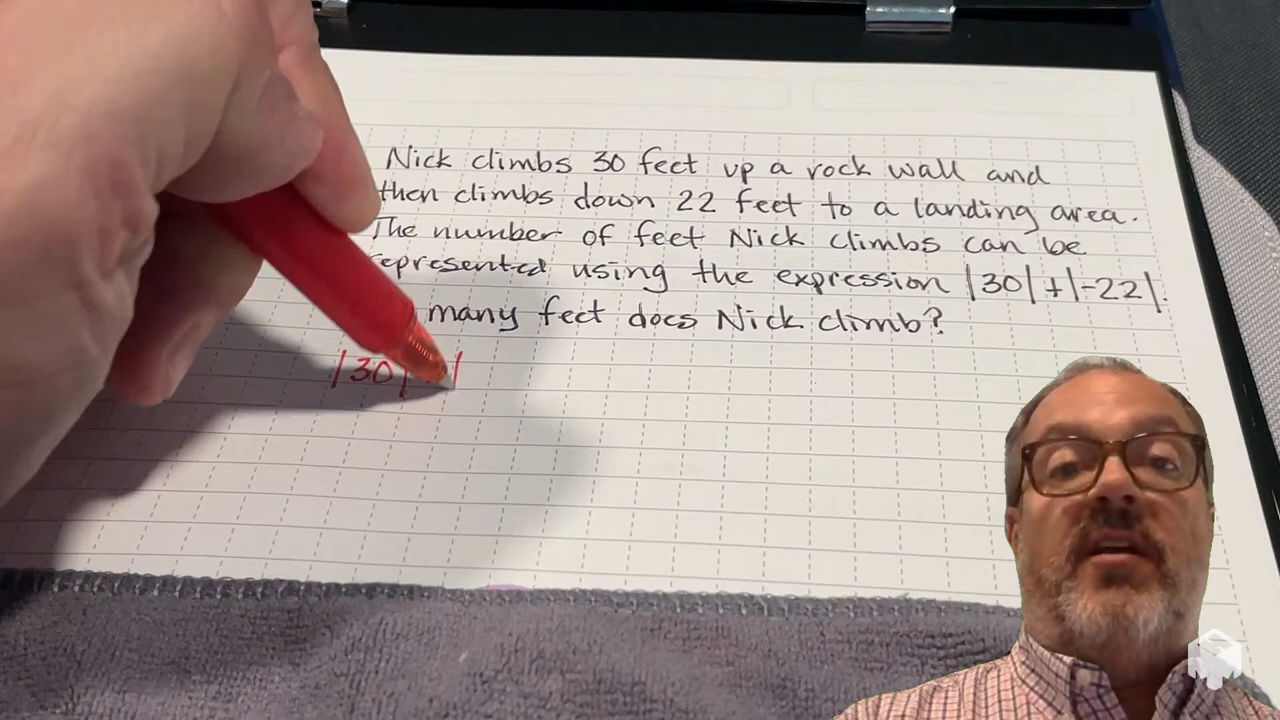 Nick climbs 30 feet up a rock wall and
then climbs down 22 feet to a landing area.
The number of feet Nick climbs can be
represented using the expression |30|+|-22|.
many feet does Nick climb?
|30| |